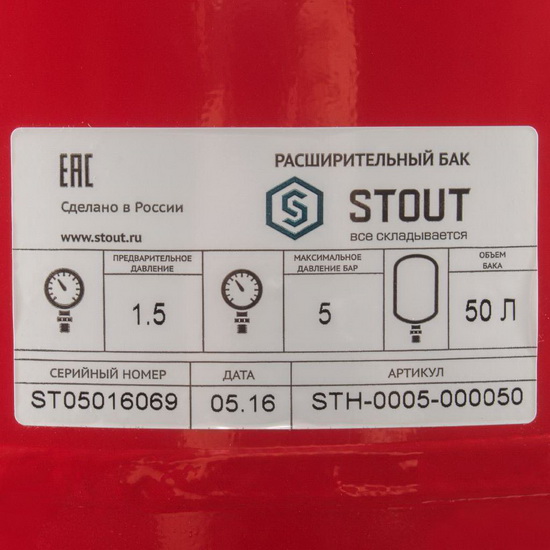 EAC
РАСШИРИТЕЛЬНЫЙ БАК
Сделано в России
S STOUT
www.stout.ru
все складывается
ПРЕДВАРИТЕЛЬНОЕ
ДАВЛЕНИЕ
1.5
МАКСИМАЛЬНОЕ
ДАВЛЕНИЕ БАР
5
ОБЪЕМ
БАКА
50 Л
СЕРИЙНЫЙ НОМЕР
ДАТА
АРТИКУЛ
ST05016069
05.16
STH-0005-000050